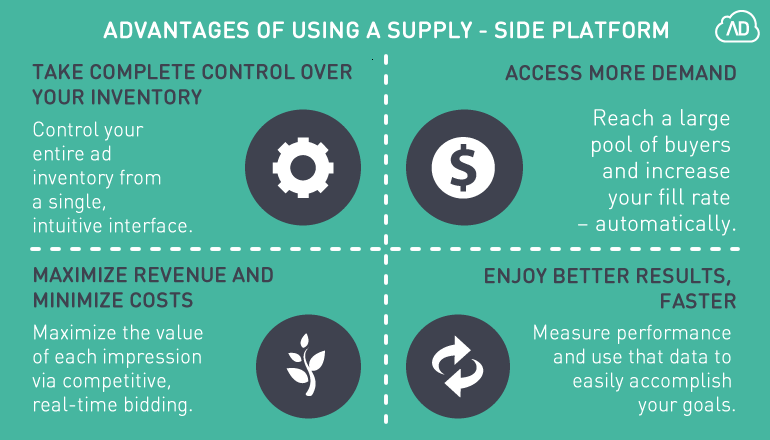 ADVANTAGES OF USING A SUPPLY - SIDE PLATFORM
AD
TAKE COMPLETE CONTROL OVER
YOUR INVENTORY
Control your
entire ad
inventory from
a single,
intuitive interface.
ACCESS MORE DEMAND
$
Reach a large
pool of buyers
and increase
your fill rate
– automatically.
MAXIMIZE REVENUE AND
MINIMIZE COSTS
Maximize the value
of each impression
via competitive,
real-time bidding.
ENJOY BETTER RESULTS,
FASTER
Measure performance
and use that data to
easily accomplish
your goals.